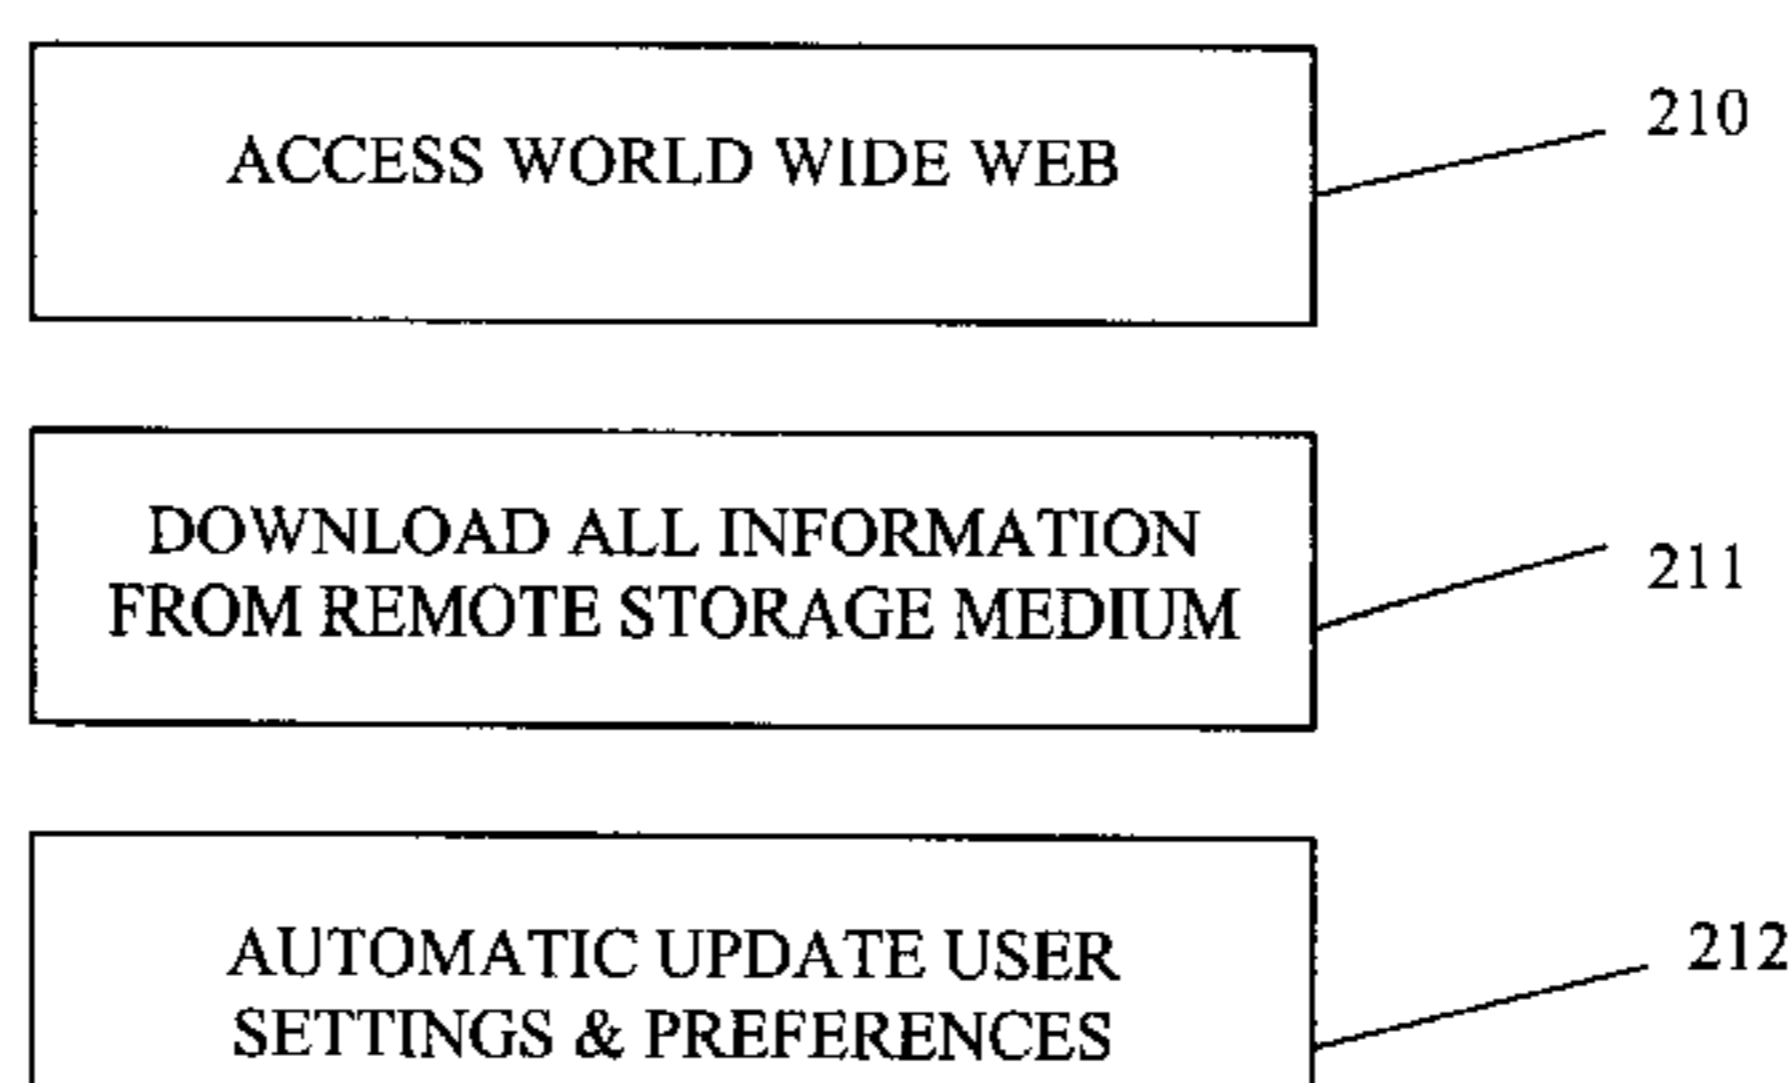 ACCESS WORLD WIDE WEB
210
DOWNLOAD ALL INFORMATION
FROM REMOTE STORAGE MEDIUM
211
AUTOMATIC UPDATE USER
SETTINGS & PREFERENCES
212